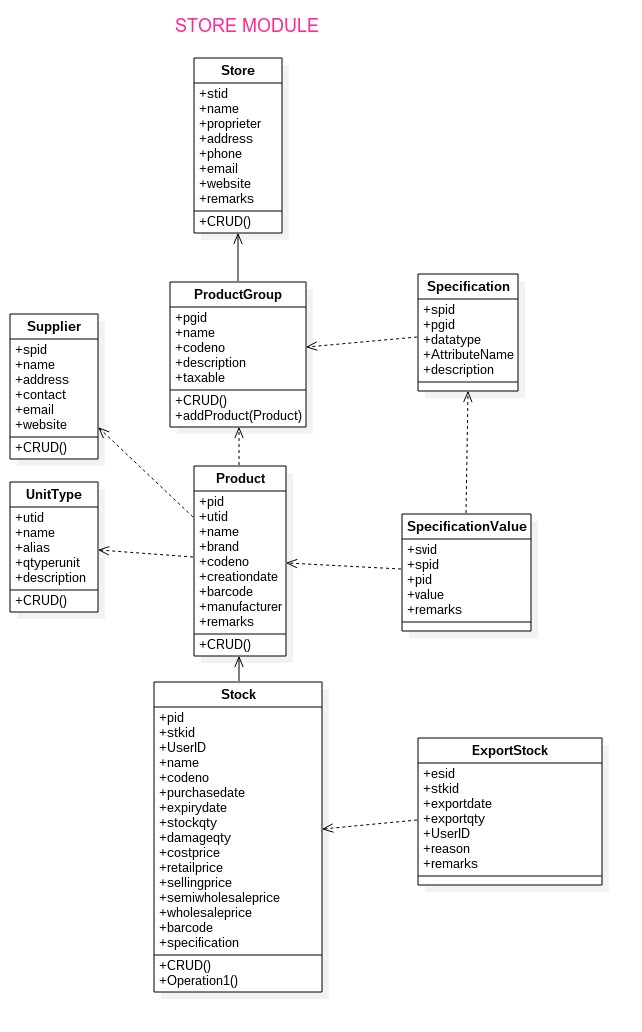 STORE MODULE
Store
+stid
+name
+proprieter
+address
+phone
+email
+website
+remarks
+CRUD()
ProductGroup
+pgid
+name
+codeno
+description
+taxable
+CRUD()
+addProduct(Product)
Specification
+spid
+pgid
+datatype
+AttributeName
+description
Supplier
+spid
+name
+address
+contact
+email
+website
+CRUD()
UnitType
+utid
+name
+alias
+qtyperunit
+description
+CRUD()
Product
+pid
+utid
+name
+brand
+codeno
+creationdate
+barcode
+manufacturer
+remarks
+CRUD()
SpecificationValue
+svid
+spid
+pid
+value
+remarks
Stock
+pid
+stkid
+UserID
+name
+codeno
+purchasedate
+expirydate
+stockqty
+damageqty
+costprice
+retailprice
+sellingprice
+semiwholesaleprice
+wholesaleprice
+barcode
+specification
+CRUD()
+Operation1()
ExportStock
+esid
+stkid
+exportdate
+exportqty
+UserID
+reason
+remarks